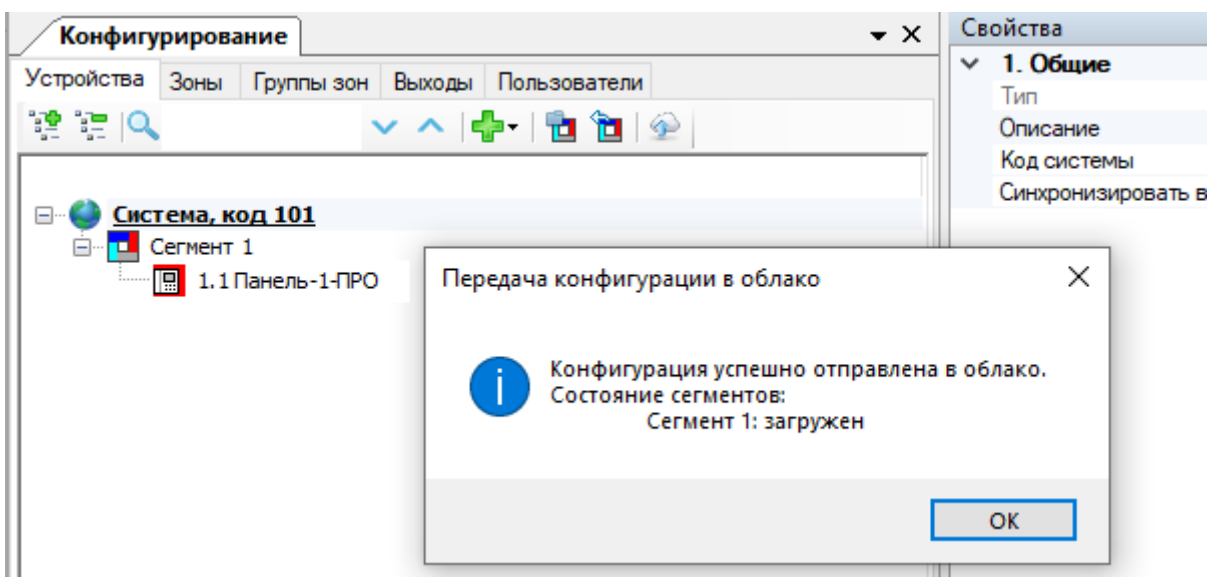 Конфигурирование
Свойства
Устройства Зоны Группы зон Выходы Пользователи
1. Общие
Тип
Описание
Код системы
Синхронизировать в
Система, код 101
Сегмент 1
1.1 Панель-1-ПРО
Передача конфигурации в облако
Конфигурация успешно отправлена в облако.
Состояние сегментов:
Сегмент 1: загружен
OK